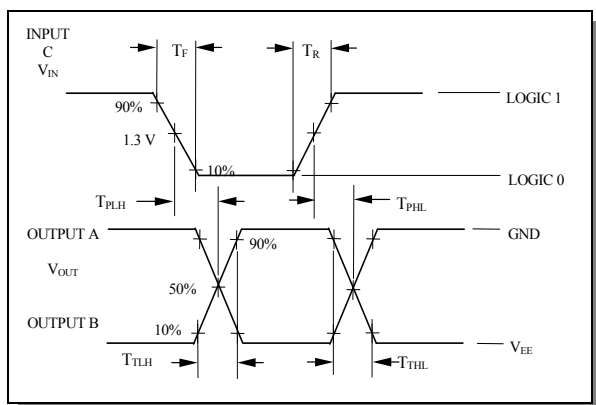 INPUT
C
VIN
TF
TR
90%
LOGIC 1
1.3 V
10%
LOGIC 0
TPLH
TPHL
OUTPUT A
GND
90%
VOUT
50%
OUTPUT B
10%
VEE
TTLH
TTHL